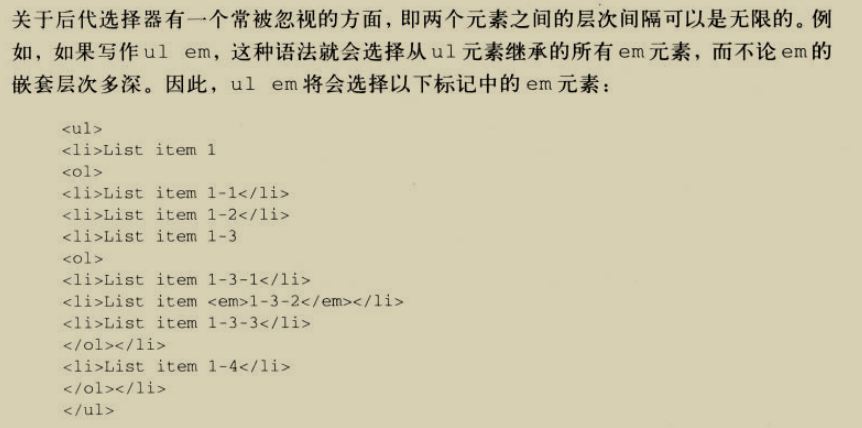 关于后代选择器有一个常被忽视的方面，即两个元素之间的层次间隔可以是无限的。例
如，如果写作ul em，这种语法就会选择从ul元素继承的所有em元素，而不论em的
嵌套层次多深。因此，ul em将会选择以下标记中的em元素：
<ul>
<li>List item 1
<ol>
<li>List item 1-1</li>
<li>List item 1-2</li>
<li>List item 1-3
<ol>
<li>List item 1-3-1</li>
<li>List item <em>1-3-2</em></li>
<li>List item 1-3-3</li>
</ol></li>
<li>List item 1-4</li>
</ol></li>
</ul>